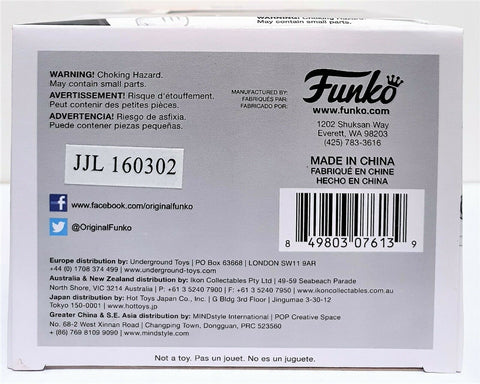 WARNING! Choking Hazard.
May contain small parts.
WARNING! Choking Hazard.
May contain small parts.
AVERTISSEMENT! Risque d'étouffement.
Peut contenir des petites pièces.
ADVERTENCIA! Riesgo de asfixia.
Puede contener piezas pequeñas.
MANUFACTURED BY:
FABRIQUÉS PAR:
FABRICADO POR:
Funko
www.funko.com
1202 Shuksan Way
Everett, WA 98203
(425) 783-3616
MADE IN CHINA
FABRIQUÉ EN CHINE
HECHO EN CHINA
JJL 160302
www.facebook.com/originalfunko
@OriginalFunko
8 49803 07613 9
Europe distribution by: Underground Toys | PO Box 63668 | LONDON SW11 9AR
+44 (0) 1708 374 499 | www.underground-toys.com
Australia & New Zealand distribution by: Ikon Collectables Pty Ltd | 49-59 Seabeach Parade
North Shore, VIC 3214 Australia | P: +61 3 5240 7900 | F: +61 3 5240 7950 | www.ikoncollectables.com.au
Japan distribution by: Hot Toys Japan Co., Inc. | G Bldg 3rd Floor | Jingumae 3-30-12
Tokyo 150-0001 | www.hottoys.jp
Greater China & S.E. Asia distribution by: MINDstyle International | POP Creative Space
No. 68-2 West Xinnan Road | Changping Town, Dongguan, PRC 523560
+ (86) 769 8109 9090 | www.mindstyle.com
Not a toy. Pas un jouet. No es un juguete.